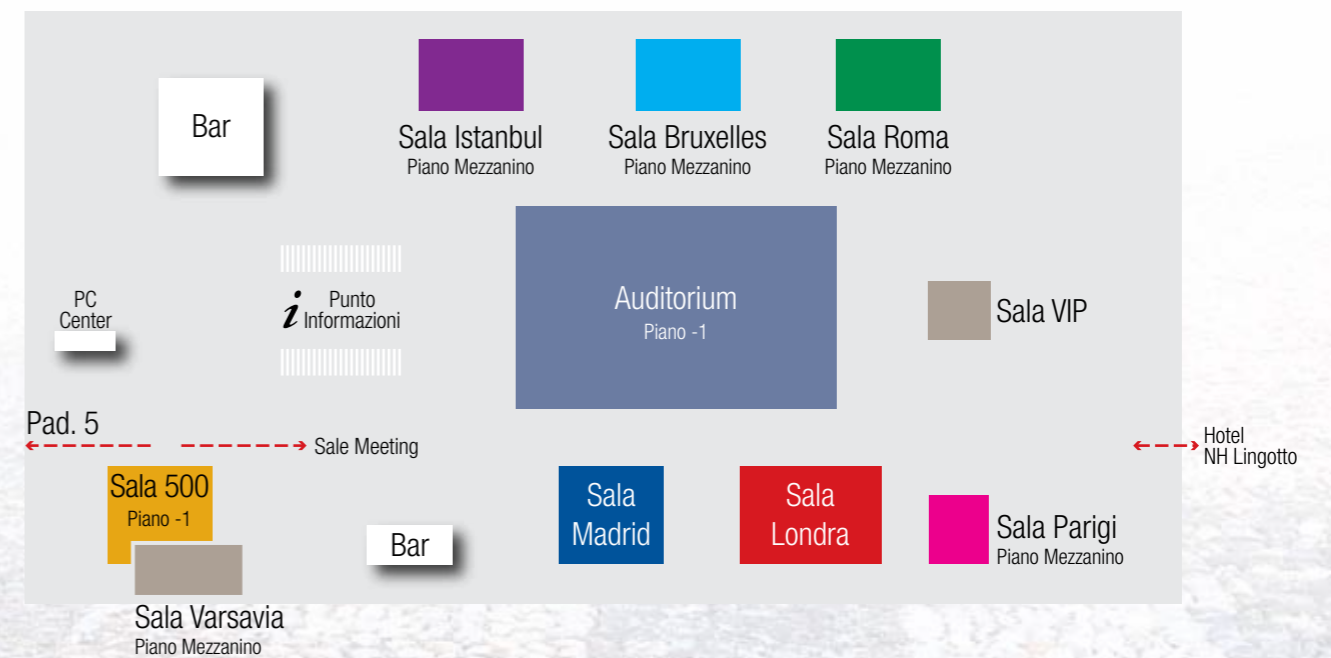 Bar
Sala Istanbul
Piano Mezzanino
Sala Bruxelles
Piano Mezzanino
Sala Roma
Piano Mezzanino
PC
Center
i Punto
Informazioni
Auditorium
Piano -1
Sala VIP
Pad. 5
Sale Meeting
Hotel
NH Lingotto
Sala 500
Piano -1
Sala Varsavia
Piano Mezzanino
Bar
Sala
Madrid
Sala
Londra
Sala Parigi
Piano Mezzanino